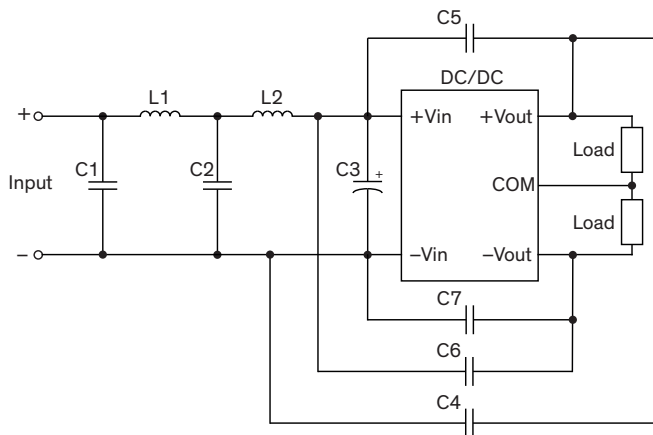 C5
DC/DC
L1
L2
+
+Vin
+Vout
Load
Input
C1
C2
C3
+
COM
Load
–
–Vin
–Vout
C7
C6
C4